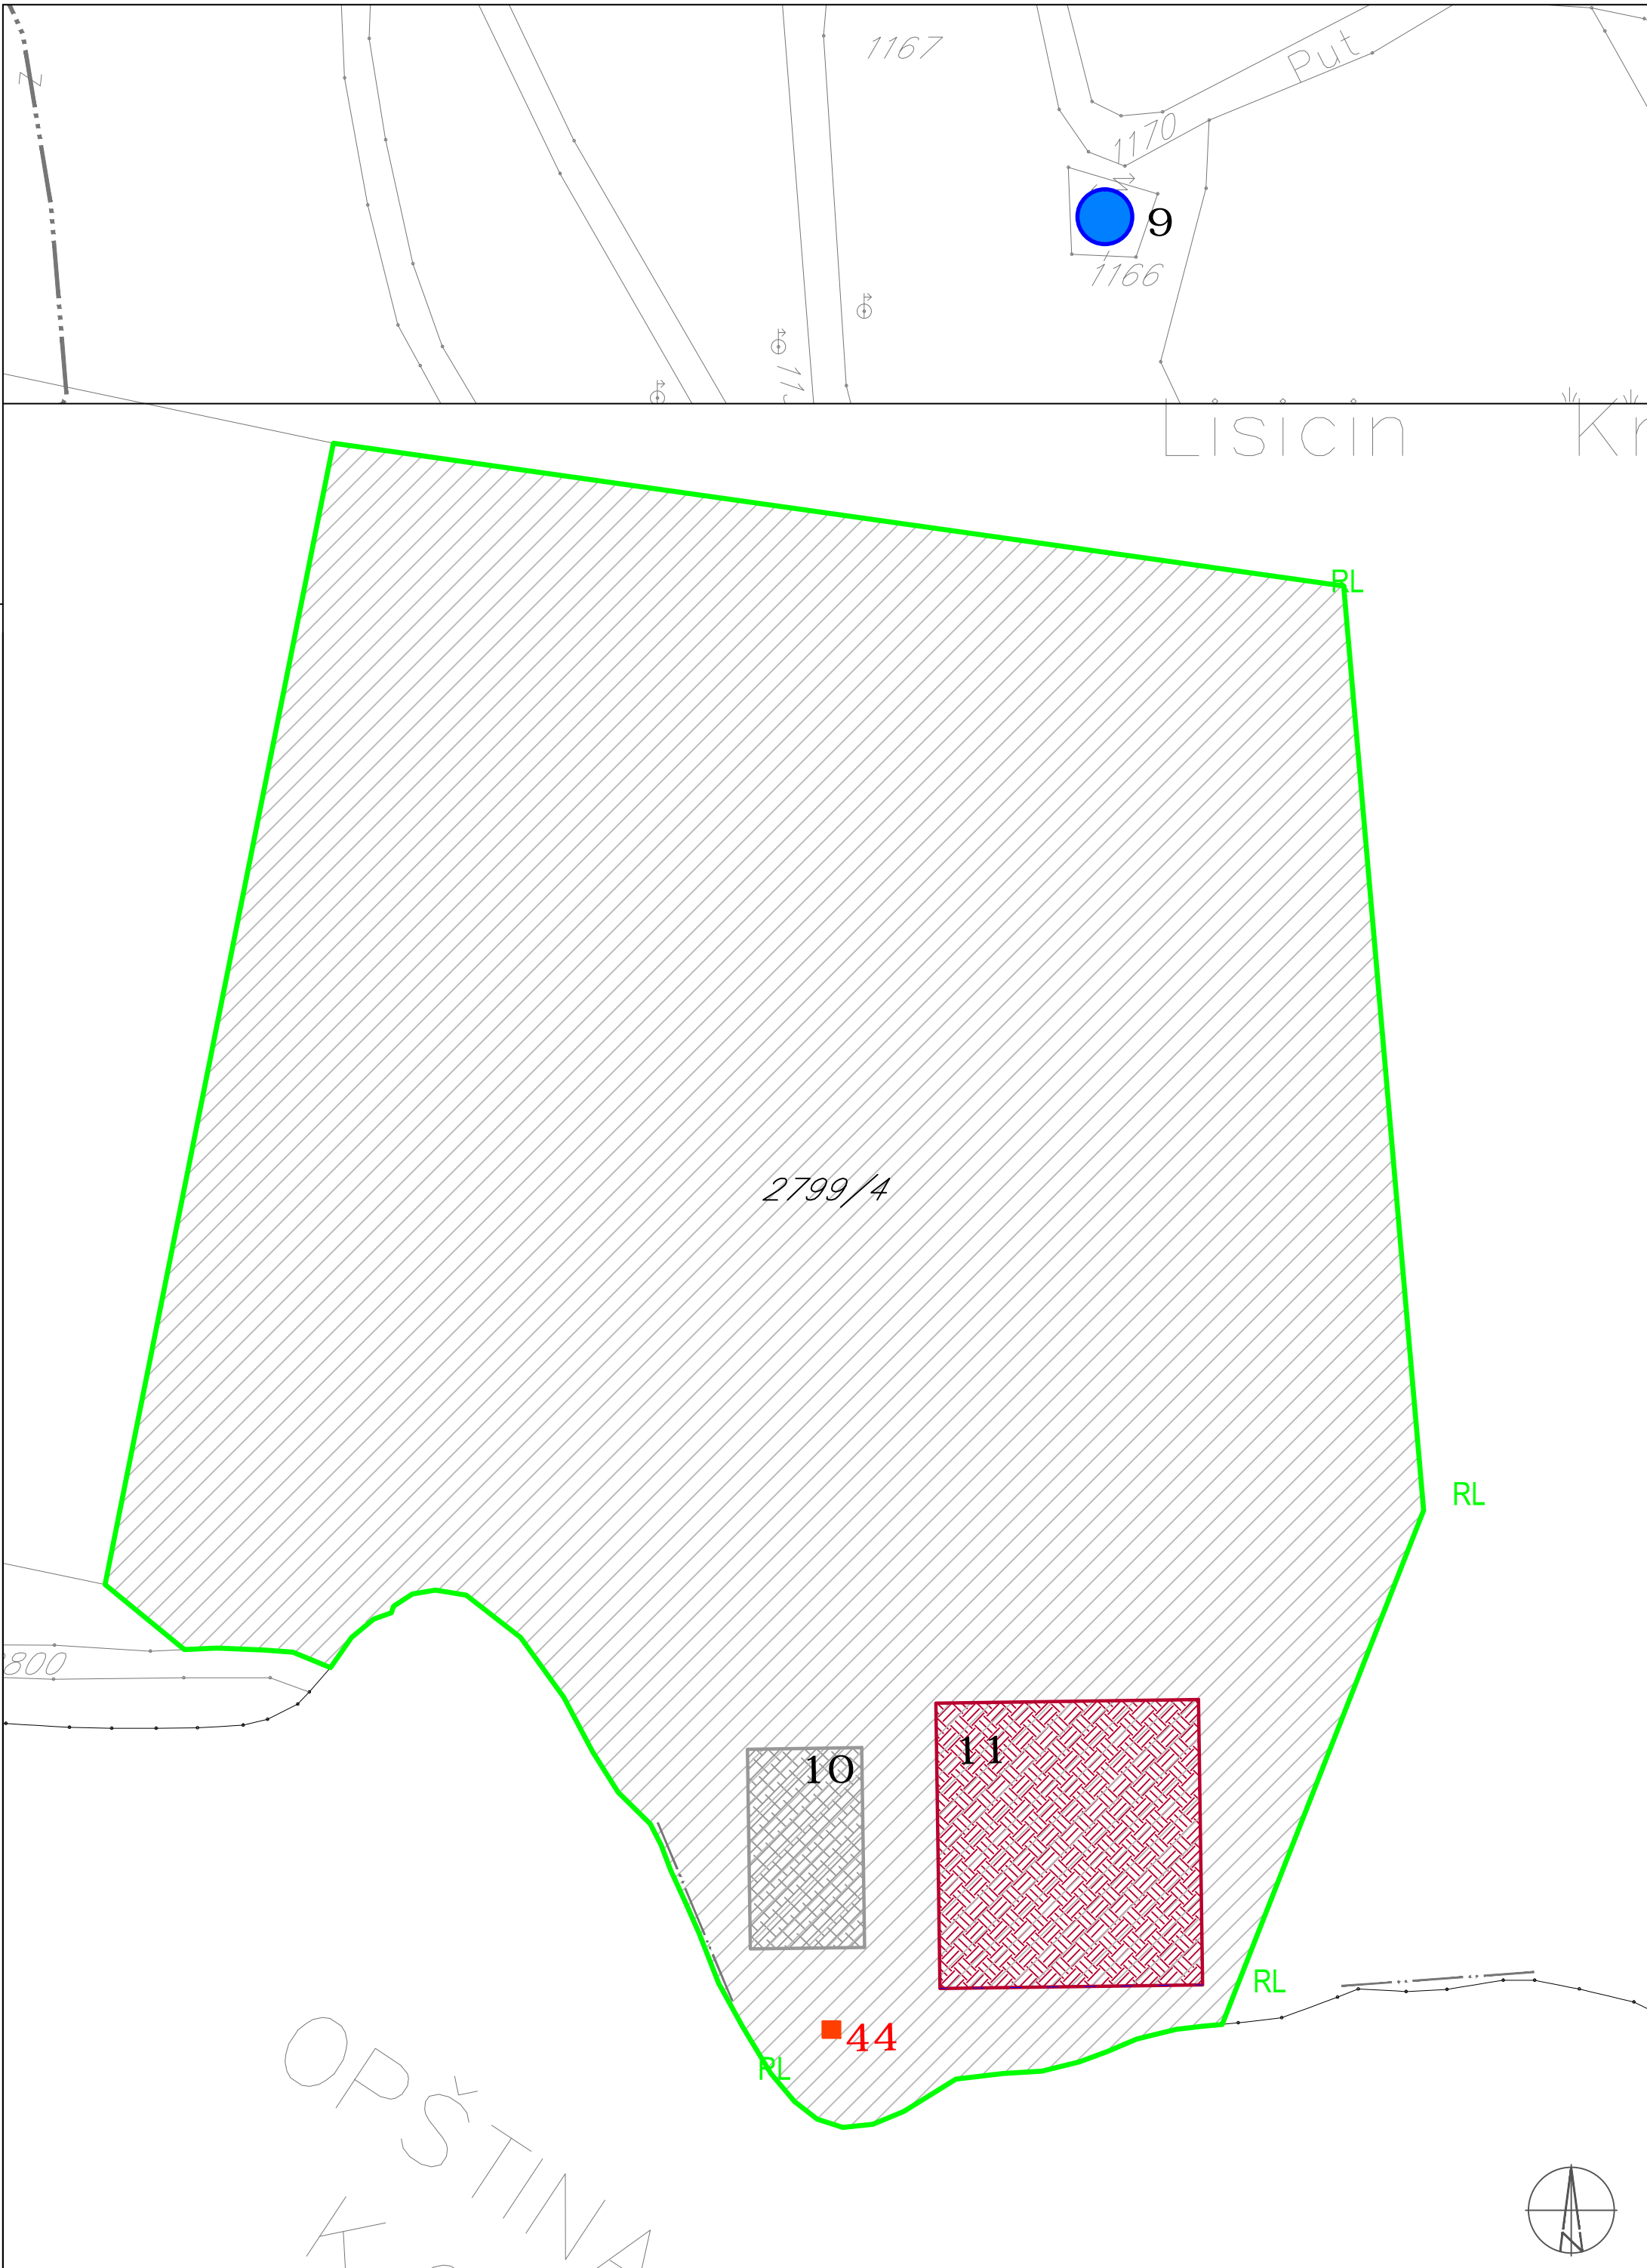 1167
Put
1170
9
1166
Lisicin
RL
2799/4
RL
800
11
10
RL
44
RL
OPŠTINA
N